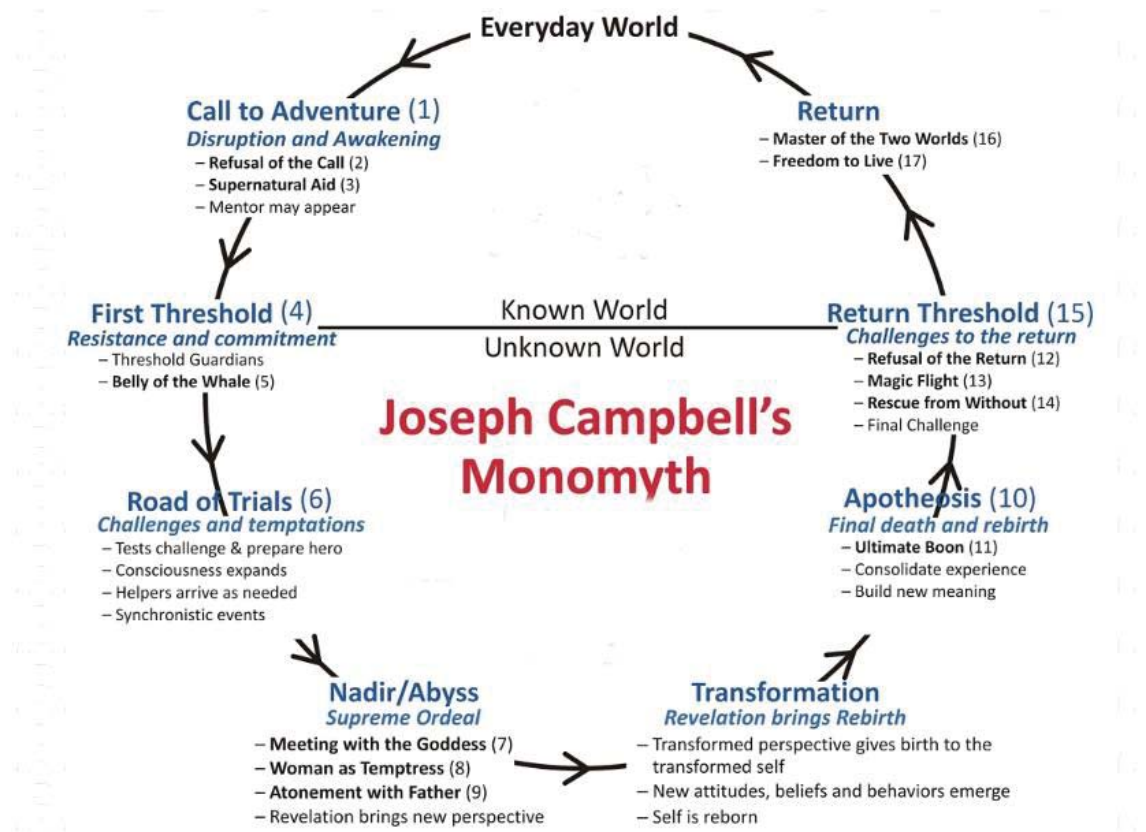 Everyday World
Call to Adventure (1)
Disruption and Awakening
– Refusal of the Call (2)
– Supernatural Aid (3)
– Mentor may appear
Return
– Master of the Two Worlds (16)
– Freedom to Live (17)
First Threshold (4)
Resistance and commitment
– Threshold Guardians
– Belly of the Whale (5)
Known World
Unknown World
Return Threshold (15)
Challenges to the return
– Refusal of the Return (12)
– Magic Flight (13)
– Rescue from Without (14)
– Final Challenge
Joseph Campbell's
Monomyth
Road of Trials (6)
Challenges and temptations
– Tests challenge & prepare hero
– Consciousness expands
– Helpers arrive as needed
– Synchronistic events
Apotheosis (10)
Final death and rebirth
– Ultimate Boon (11)
– Consolidate experience
– Build new meaning
Nadir/Abyss
Supreme Ordeal
– Meeting with the Goddess (7)
– Woman as Temptress (8)
– Atonement with Father (9)
– Revelation brings new perspective
Transformation
Revelation brings Rebirth
– Transformed perspective gives birth to the
transformed self
– New attitudes, beliefs and behaviors emerge
– Self is reborn